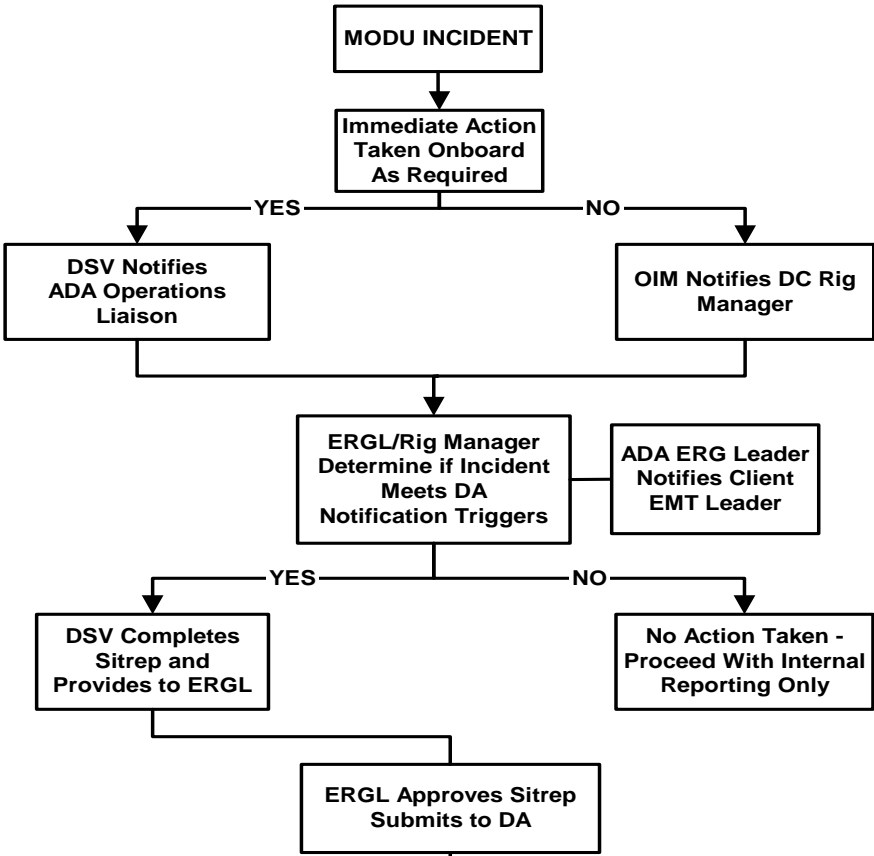 MODU INCIDENT
Immediate Action
Taken Onboard
As Required
YES
NO
DSV Notifies
ADA Operations
Liaison
OIM Notifies DC Rig
Manager
ERGL/Rig Manager
Determine if Incident
Meets DA
Notification Triggers
ADA ERG Leader
Notifies Client
EMT Leader
YES
NO
DSV Completes
Sitrep and
Provides to ERGL
No Action Taken -
Proceed With Internal
Reporting Only
ERGL Approves Sitrep
Submits to DA